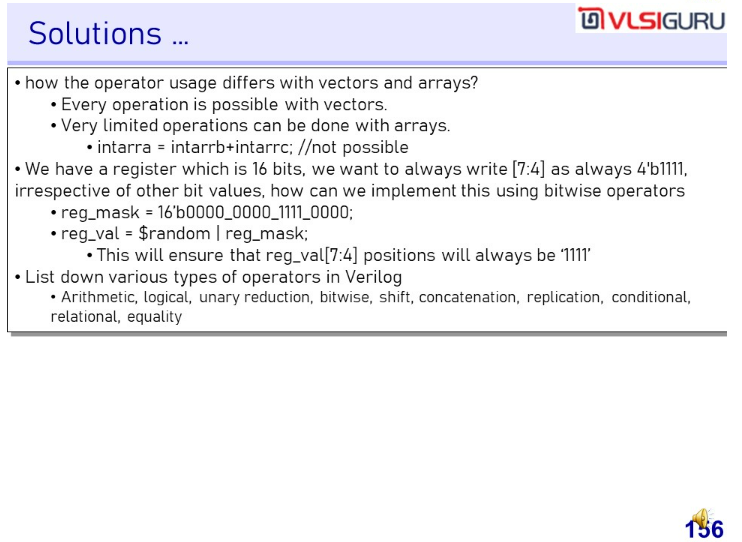 Solutions ...
VLSIGURU
• how the operator usage differs with vectors and arrays?
• Every operation is possible with vectors.
• Very limited operations can be done with arrays.
• intarra = intarrb+intarrc; //not possible
• We have a register which is 16 bits, we want to always write [7:4] as always 4'b1111,
irrespective of other bit values, how can we implement this using bitwise operators
• reg_mask = 16'b0000_0000_1111_0000;
• reg_val = $random | reg_mask;
• This will ensure that reg_val[7:4] positions will always be ‘1111’
• List down various types of operators in Verilog
• Arithmetic, logical, unary reduction, bitwise, shift, concatenation, replication, conditional,
relational, equality
156